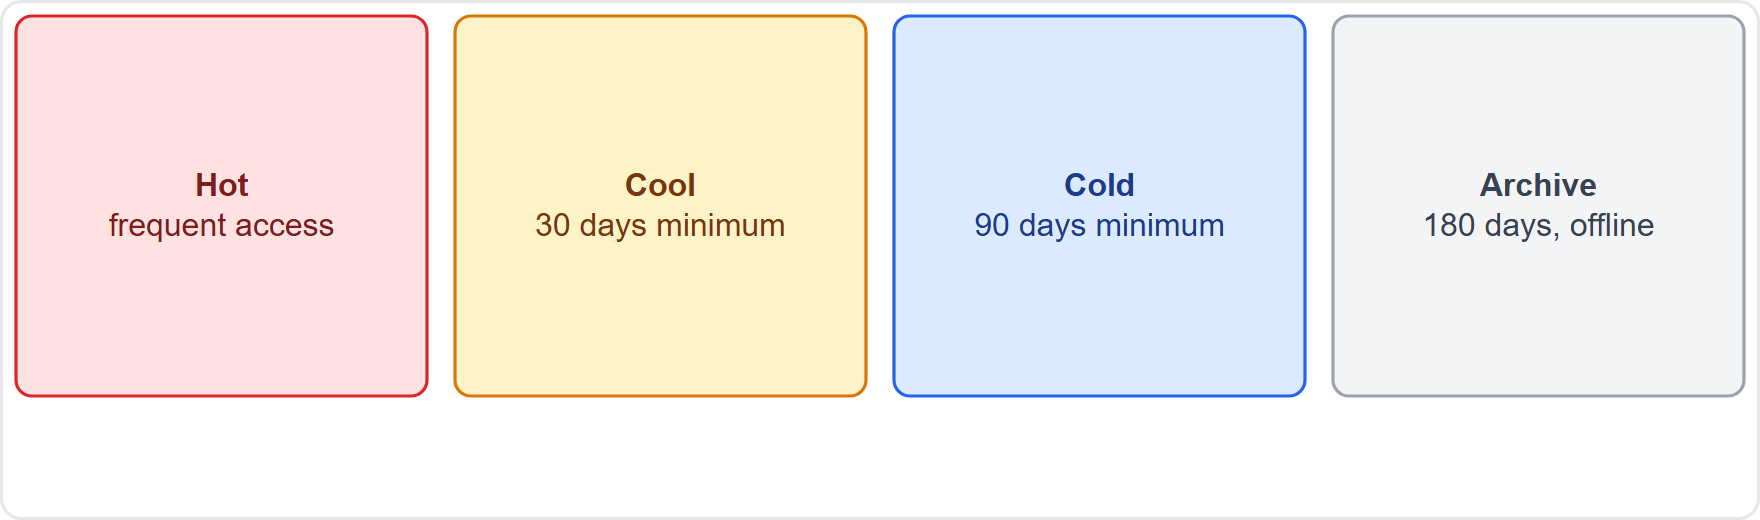 Hot
frequent access
Cool
30 days minimum
Cold
90 days minimum
Archive
180 days, offline